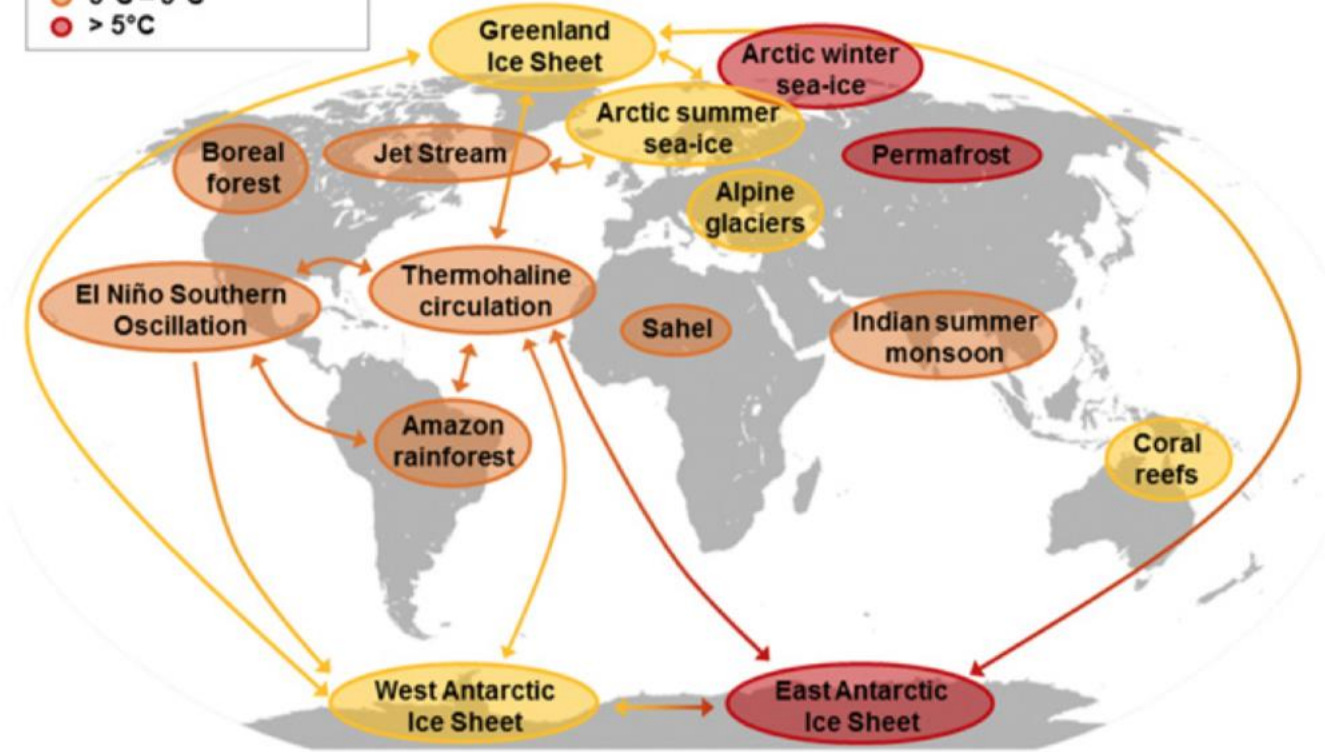 > 5°C
Greenland
Ice Sheet
Arctic winter
sea-ice
Arctic summer
sea-ice
Boreal
forest
Jet Stream
Permafrost
Alpine
glaciers
El Niño Southern
Oscillation
Thermohaline
circulation
Sahel
Indian summer
monsoon
Amazon
rainforest
Coral
reefs
West Antarctic
Ice Sheet
East Antarctic
Ice Sheet